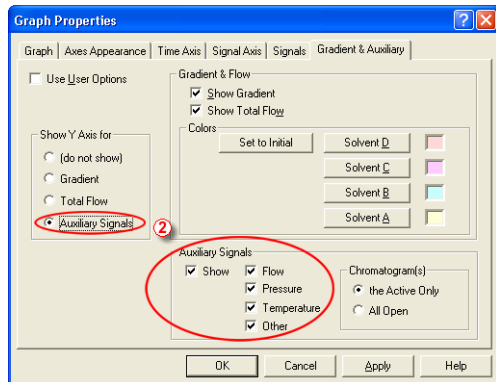 Graph Properties
Graph Axes Appearance Time Axis Signal Axis Signals Gradient & Auxiliary
Use User Options
Gradient & Flow
Show Gradient
Show Total Flow
Colors
Set to Initial Solvent D
Solvent C
Solvent B
Solvent A
Show Y Axis for
(do not show)
Gradient
Total Flow
Auxiliary Signals
2
Auxiliary Signals
Show Flow
Pressure
Temperature
Other
Chromatogram(s)
the Active Only
All Open
OK Cancel Apply Help